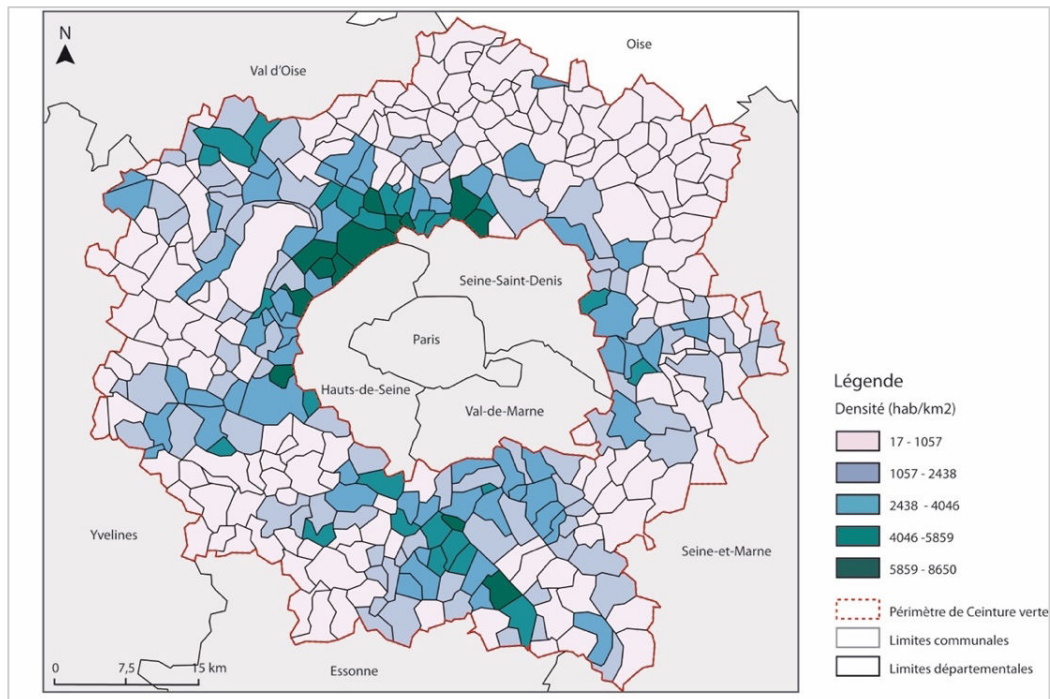 N
Oise
Val d'Oise
Seine-Saint-Denis
Paris
Hauts-de-Seine
Val-de-Marne
Yvelines
Seine-et-Marne
Essonne
0 7,5 15 km
Légende
Densité (hab/km2)
17 - 1057
1057 - 2438
2438 - 4046
4046 -5859
5859 - 8650
Périmètre de Ceinture verte
Limites communales
Limites départementales